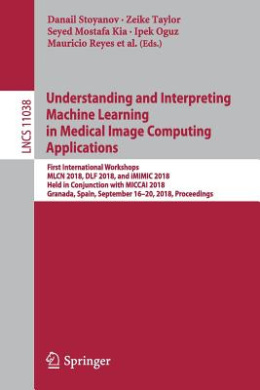 Danail Stoyanov · Zeike Taylor
Seyed Mostafa Kia · Ipek Oguz
Mauricio Reyes et al. (Eds.)
LNCS 11038
Understanding and Interpreting
Machine Learning
in Medical Image Computing
Applications
First International Workshops
MLCN 2018, DLF 2018, and iMIMIC 2018
Held in Conjunction with MICCAI 2018
Granada, Spain, September 16–20, 2018, Proceedings
Springer